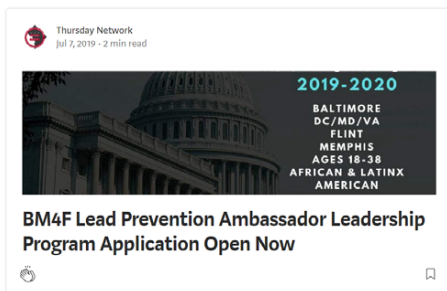 Thursday Network
Jul 7, 2019 · 2 min read
2019-2020
BALTIMORE
DC/MD/VA
FLINT
MEMPHIS
AGES 18-38
AFRICAN & LATINX
AMERICAN
BM4F Lead Prevention Ambassador Leadership
Program Application Open Now